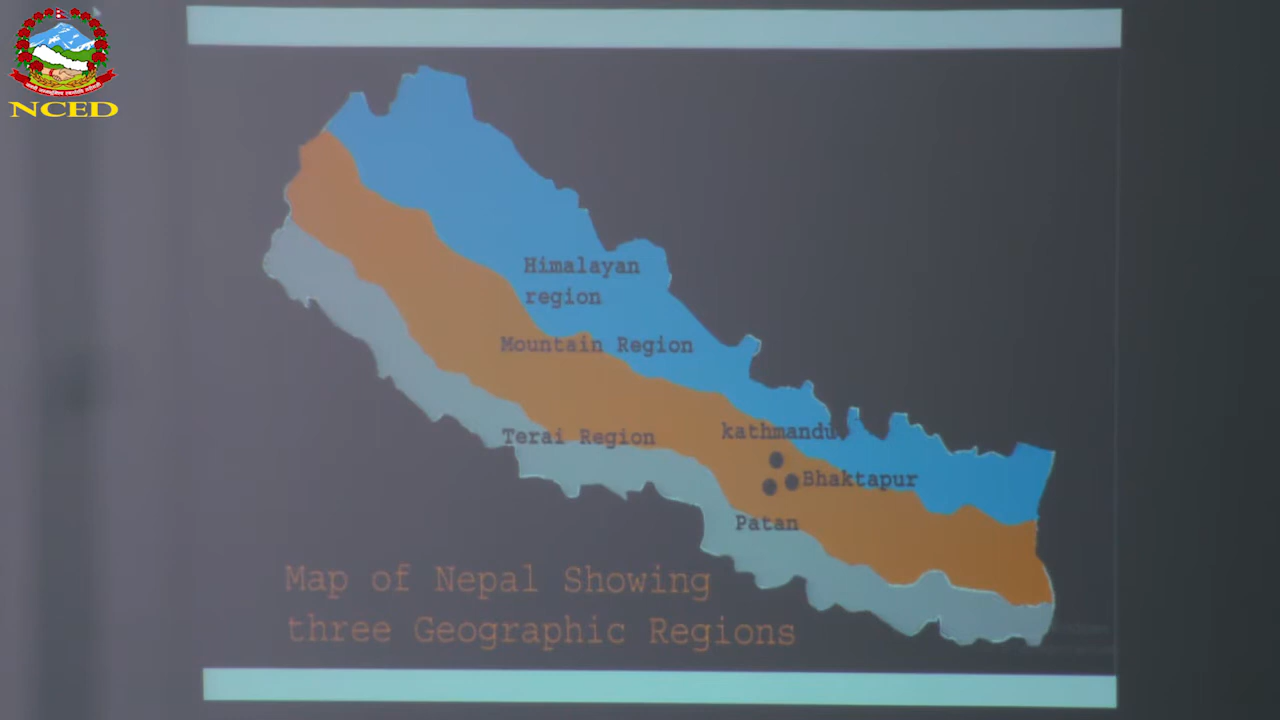 NCED
Himalayan
region
Mountain Region
kathmandu
Terai Region
Bhaktapur
Patan
Map of Nepal Showing
three Geographic Regions